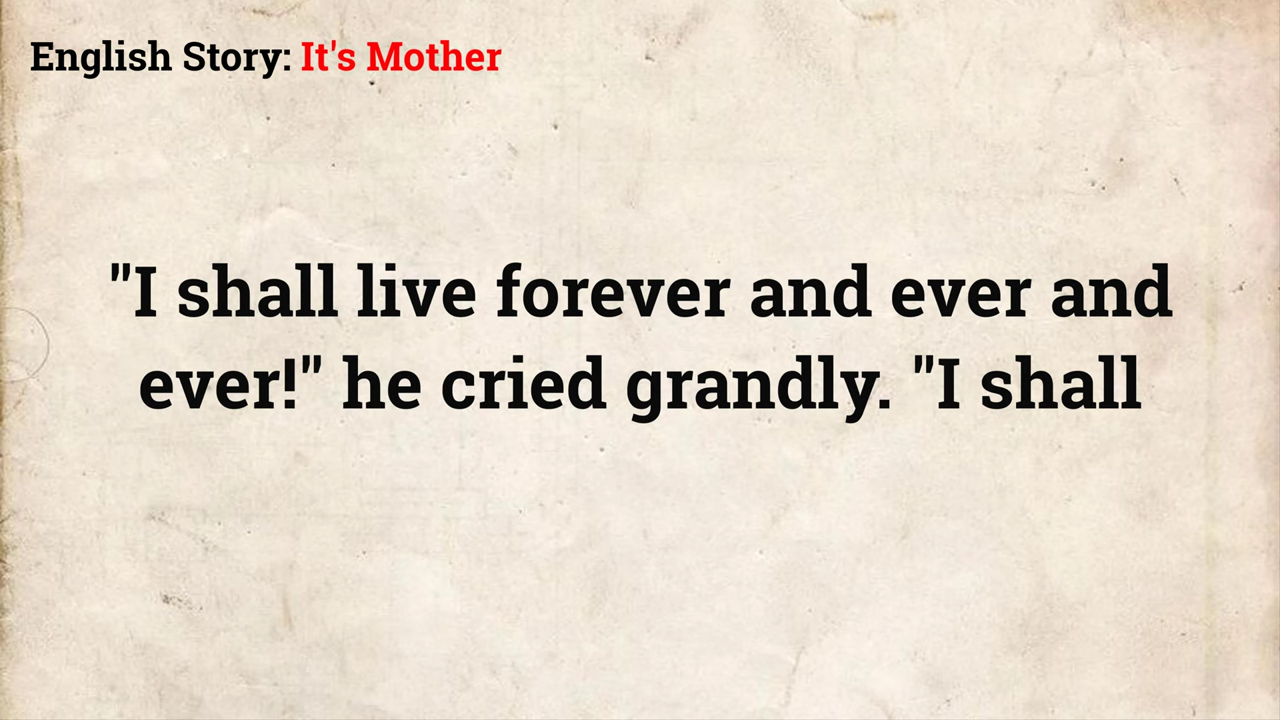 English Story: It's Mother
"I shall live forever and ever and
ever!" he cried grandly. "I shall